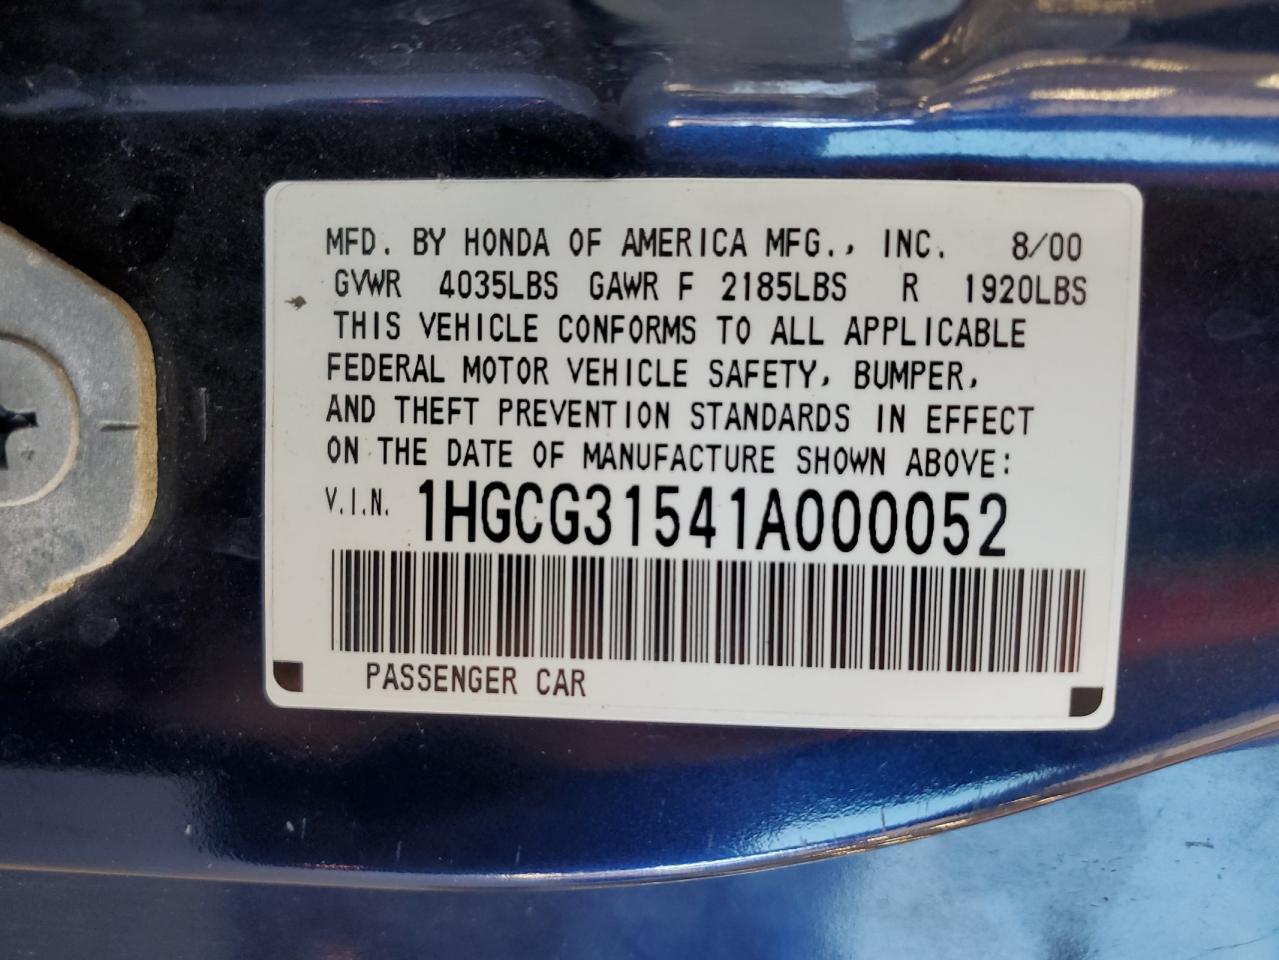 MFD. BY HONDA OF AMERICA MFG., INC. 8/00
GVWR 4035LBS GAWR F 2185LBS R 1920LBS
THIS VEHICLE CONFORMS TO ALL APPLICABLE
FEDERAL MOTOR VEHICLE SAFETY, BUMPER,
AND THEFT PREVENTION STANDARDS IN EFFECT
ON THE DATE OF MANUFACTURE SHOWN ABOVE:
V.I.N. 1HGCG31541A000052
PASSENGER CAR